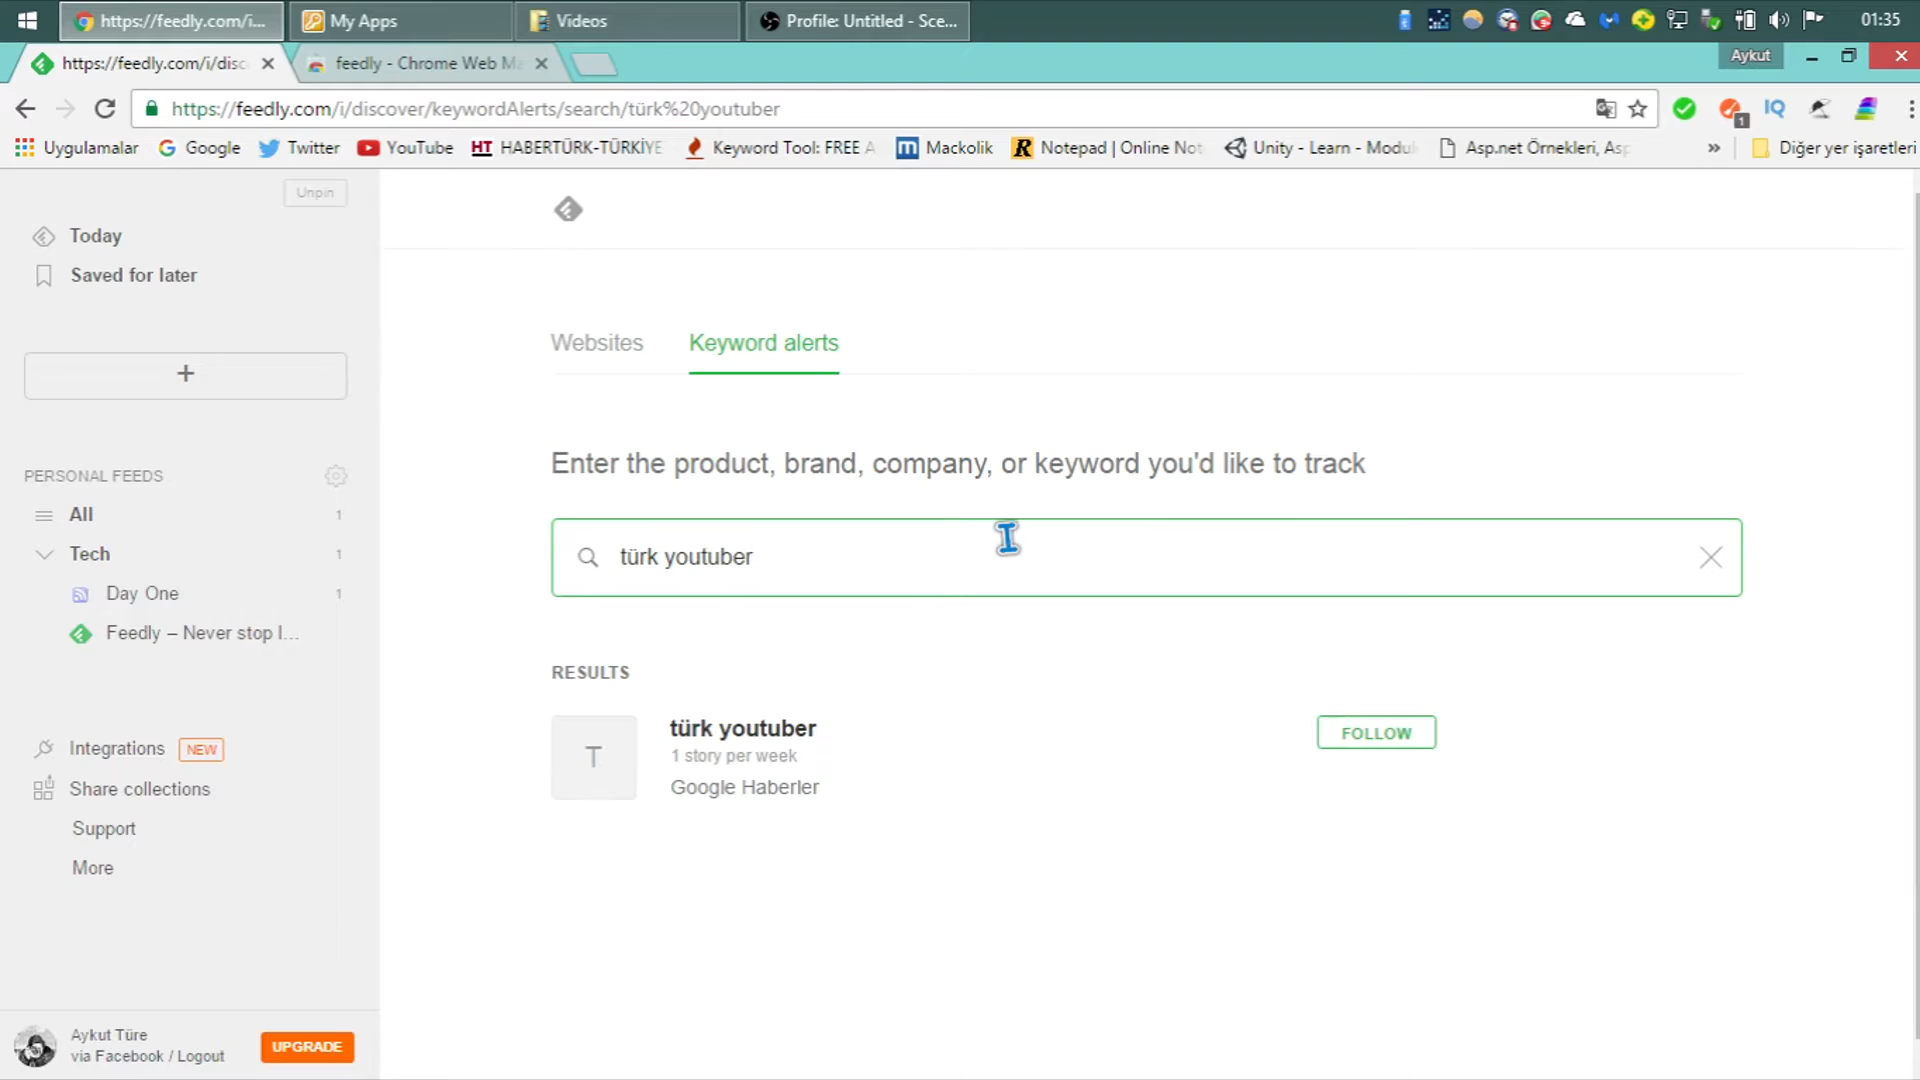 https://feedly.com/i...
My Apps
Videos
Profile: Untitled - Sce...
01:35
https://feedly.com/i/disc
feedly - Chrome Web Ma
Aykut
https://feedly.com/i/discover/keywordAlerts/search/türk%20youtuber
1
IQ
Uygulamalar
Google
Twitter
YouTube
HT HABERTÜRK-TÜRKİYE
Keyword Tool: FREE A
m Mackolik
R Notepad | Online Not
Unity - Learn - Modu
Asp.net Örnekleri, Asp
»
Diğer yer işaretleri
Unpin
Today
Saved for later
+
PERSONAL FEEDS
All 1
Tech 1
Day One 1
Feedly – Never stop l...
Integrations NEW
Share collections
Support
More
Aykut Türe
via Facebook / Logout
UPGRADE
Websites
Keyword alerts
Enter the product, brand, company, or keyword you'd like to track
türk youtuber
RESULTS
T
türk youtuber
1 story per week
Google Haberler
FOLLOW